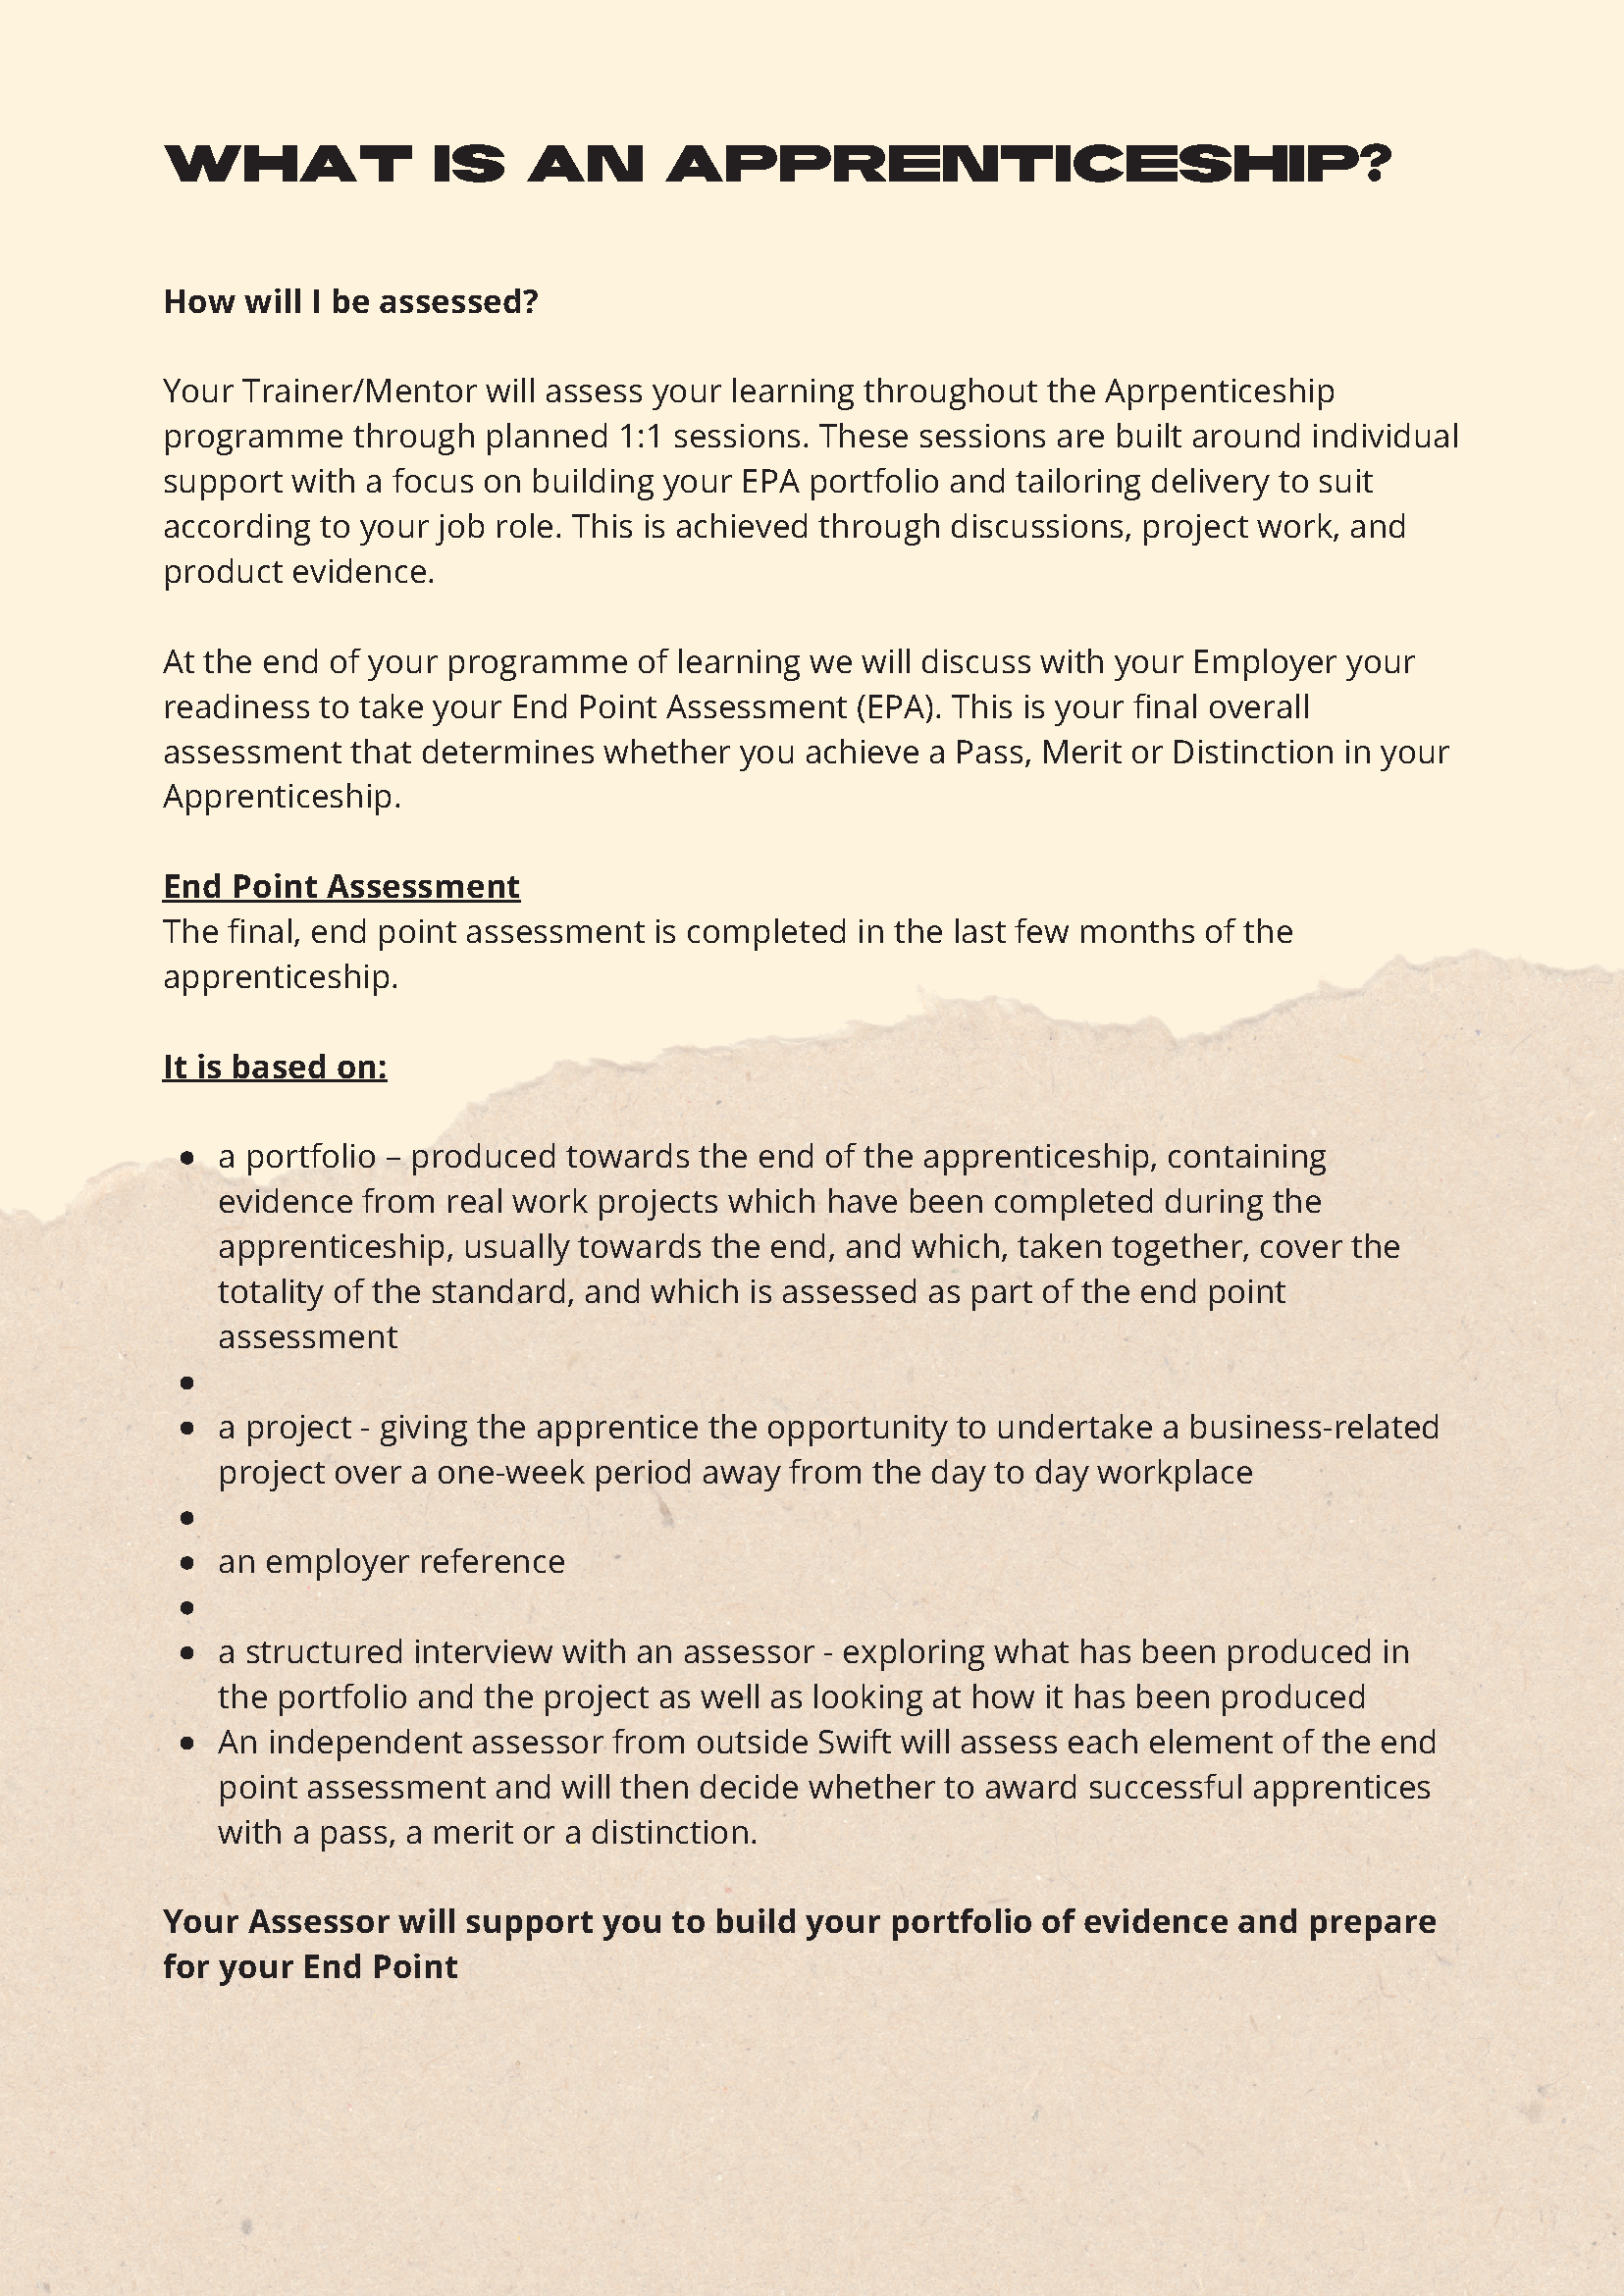 WHAT IS AN APPRENTICESHIP?
How will I be assessed?
Your Trainer/Mentor will assess your learning throughout the Aprpenticeship
programme through planned 1:1 sessions. These sessions are built around individual
support with a focus on building your EPA portfolio and tailoring delivery to suit
according to your job role. This is achieved through discussions, project work, and
product evidence.
At the end of your programme of learning we will discuss with your Employer your
readiness to take your End Point Assessment (EPA). This is your final overall
assessment that determines whether you achieve a Pass, Merit or Distinction in your
Apprenticeship.
End Point Assessment
The final, end point assessment is completed in the last few months of the
apprenticeship.
It is based on:
• a portfolio – produced towards the end of the apprenticeship, containing
evidence from real work projects which have been completed during the
apprenticeship, usually towards the end, and which, taken together, cover the
totality of the standard, and which is assessed as part of the end point
assessment
•
• a project - giving the apprentice the opportunity to undertake a business-related
project over a one-week period away from the day to day workplace
•
• an employer reference
•
• a structured interview with an assessor - exploring what has been produced in
the portfolio and the project as well as looking at how it has been produced
• An independent assessor from outside Swift will assess each element of the end
point assessment and will then decide whether to award successful apprentices
with a pass, a merit or a distinction.
Your Assessor will support you to build your portfolio of evidence and prepare
for your End Point